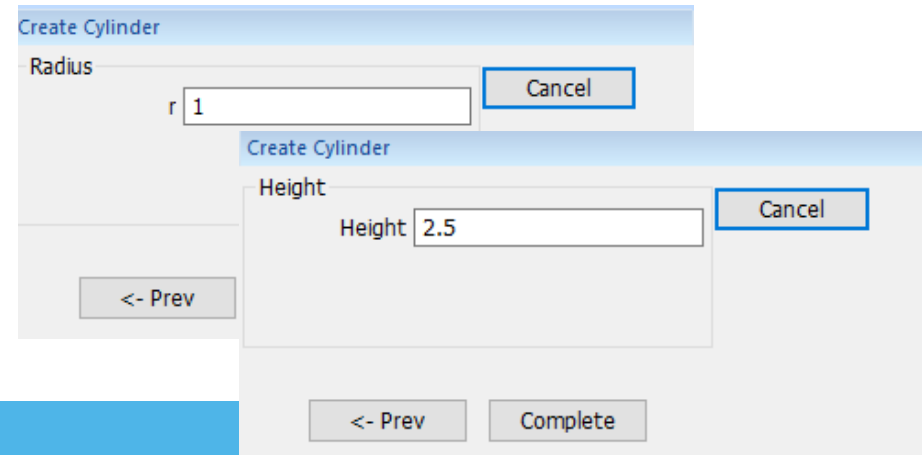 Create Cylinder
Radius
Cancel
r 1
<- Prev
Create Cylinder
Height
Cancel
Height 2.5
<- Prev Complete